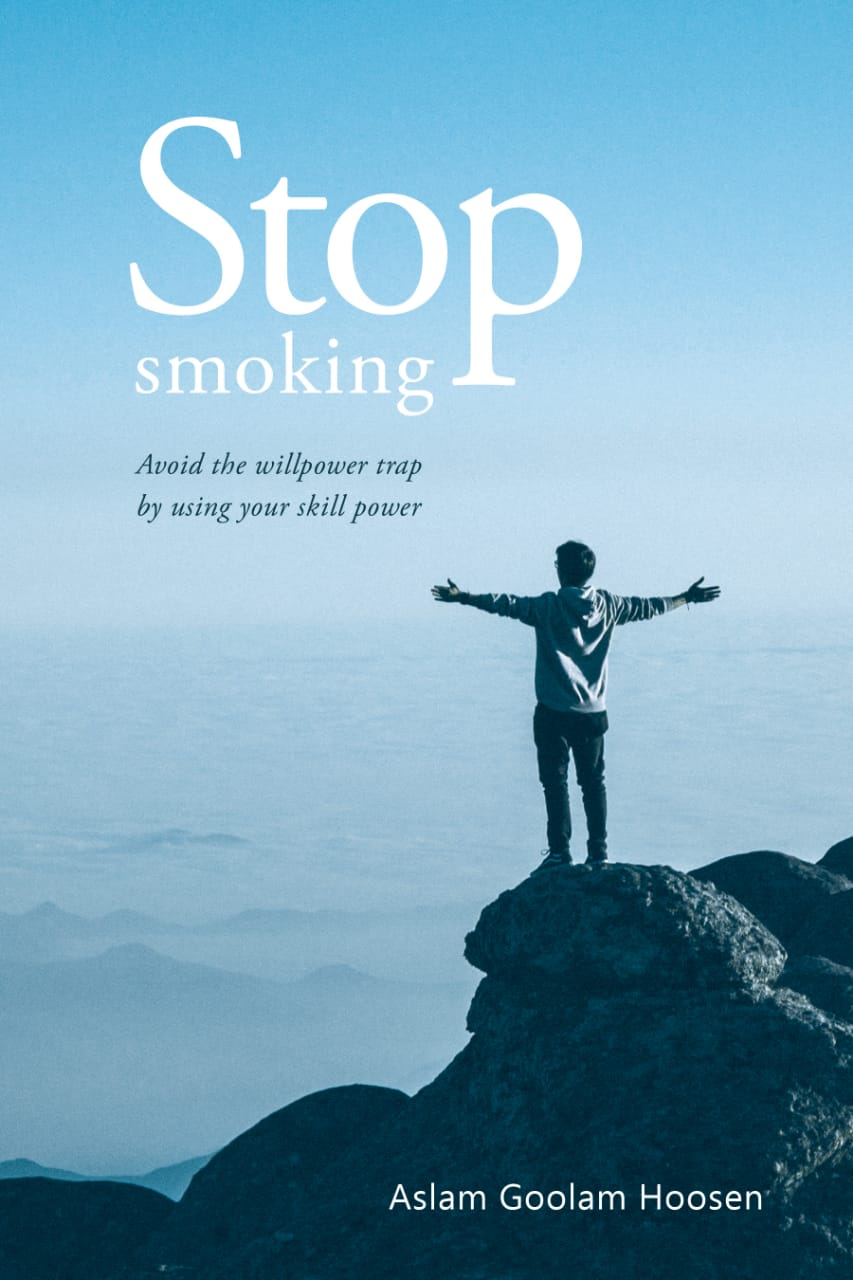 Stop
smoking
Avoid the willpower trap
by using your skill power
Aslam Goolam Hoosen